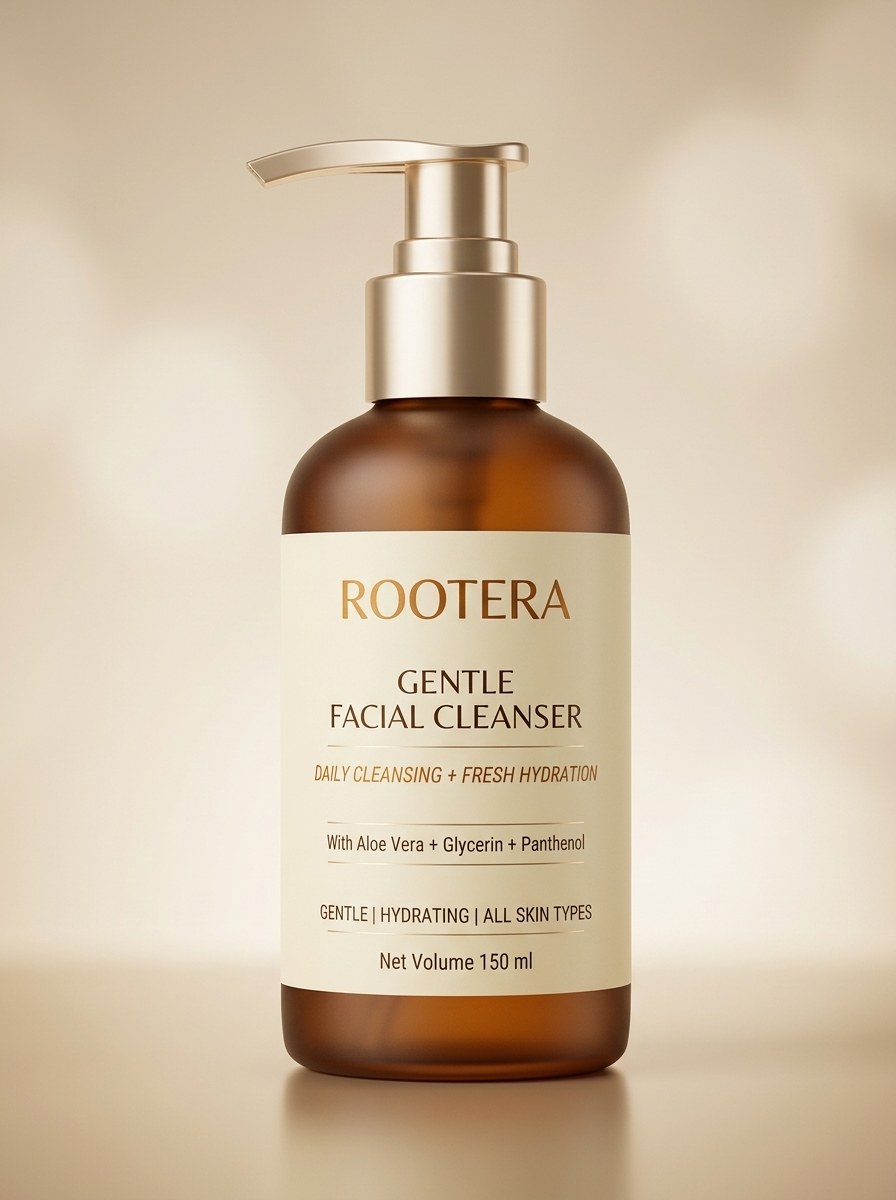 ROOTERA
GENTLE
FACIAL CLEANSER
DAILY CLEANSING + FRESH HYDRATION
With Aloe Vera + Glycerin + Panthenol
GENTLE | HYDRATING | ALL SKIN TYPES
Net Volume 150 ml